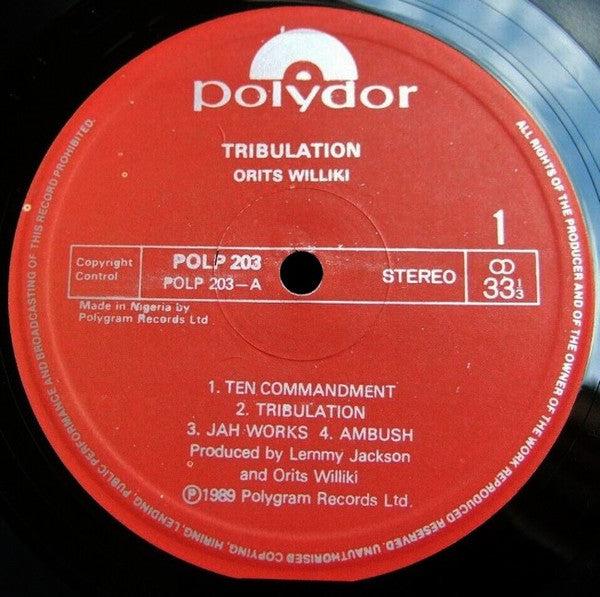 polydor
TRIBULATION
ORITS WILLIKI
1
Copyright
Control
POLP 203
POLP 203-A
STEREO
33⅓
Made in Nigeria by
Polygram Records Ltd.
1. TEN COMMANDMENT
2. TRIBULATION
3. JAH WORKS 4. AMBUSH
Produced by Lemmy Jackson
and Orits Williki
Ⓟ1989 Polygram Records Ltd.
ALL RIGHTS OF THE PRODUCER AND OF THE OWNER OF THE WORK REPRODUCED RESERVED. UNAUTHORISED COPYING, HIRING, LENDING, PUBLIC PERFORMANCE AND BROADCASTING OF THIS RECORD PROHIBITED.